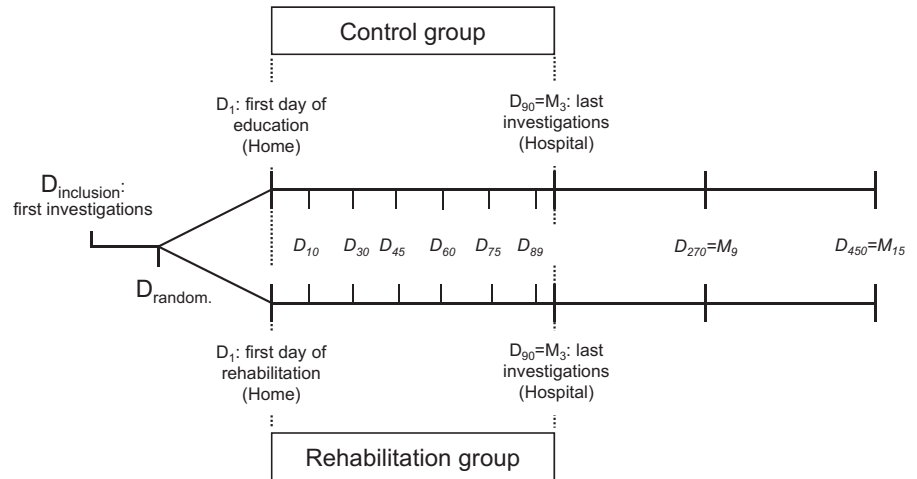 Control group
D1: first day of
education
(Home)
D90=M3: last
investigations
(Hospital)
Dinclusion:
first investigations
D10 D30 D45 D60 D75 D89 D270=M9 D450=M15
Drandom.
D1: first day of
rehabilitation
(Home)
D90=M3: last
investigations
(Hospital)
Rehabilitation group